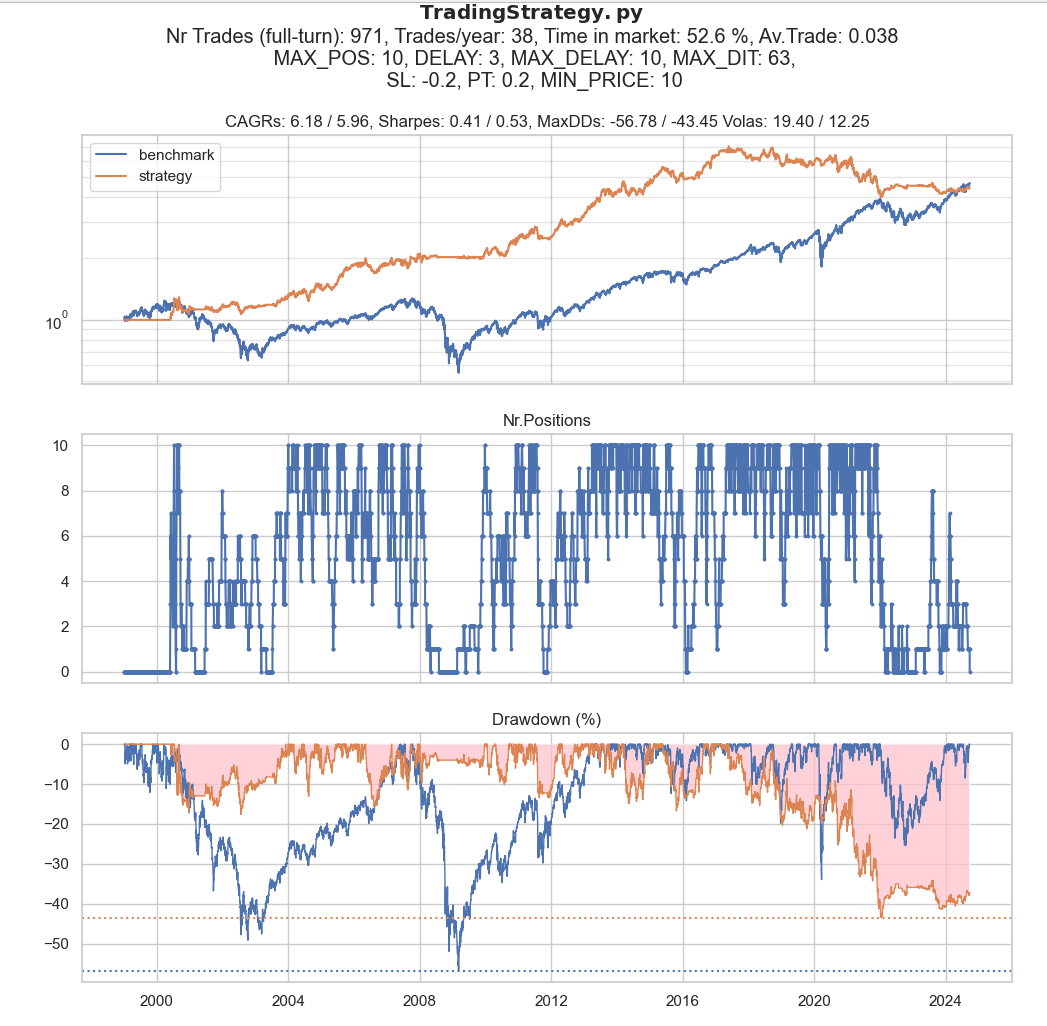 TradingStrategy.py
Nr Trades (full-turn): 971, Trades/year: 38, Time in market: 52.6 %, Av.Trade: 0.038
MAX_POS: 10, DELAY: 3, MAX_DELAY: 10, MAX_DIT: 63,
SL: -0.2, PT: 0.2, MIN_PRICE: 10
CAGRs: 6.18 / 5.96, Sharpes: 0.41 / 0.53, MaxDDs: -56.78 / -43.45 Volas: 19.40 / 12.25
benchmark
strategy
10⁰
Nr.Positions
10
8
6
4
2
0
Drawdown (%)
0
−10
−20
−30
−40
−50
2000 2004 2008 2012 2016 2020 2024